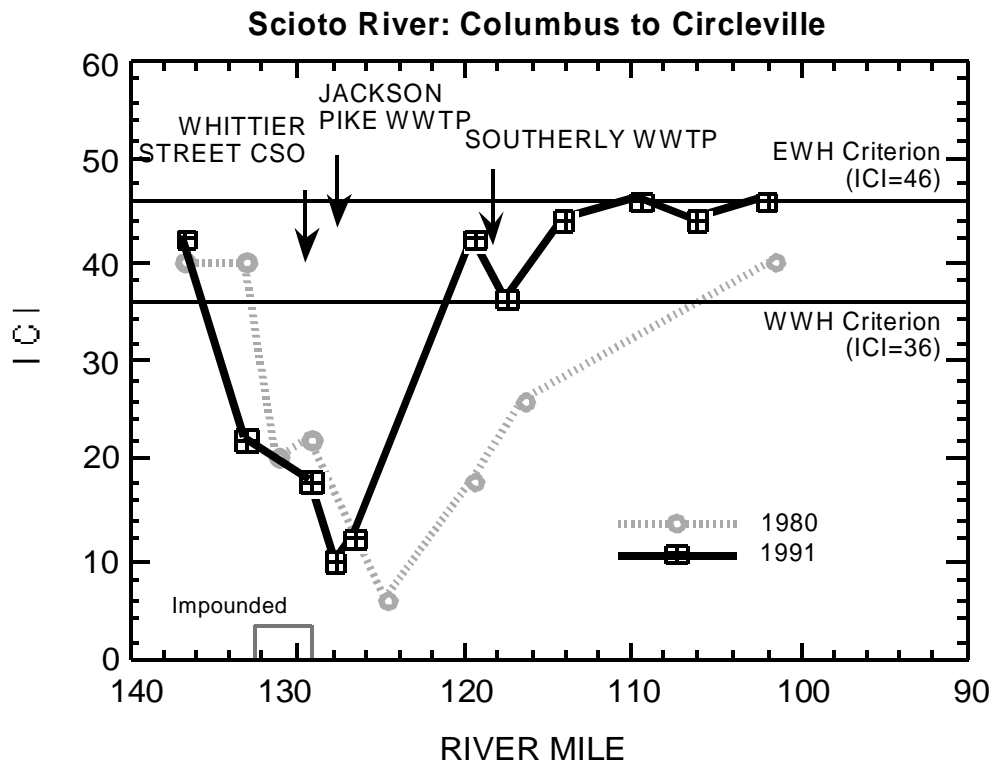 Scioto River: Columbus to Circleville
60
50
40
30
20
10
0
ICI
WHITTIER
STREET CSO
JACKSON
PIKE WWTP
SOUTHERLY WWTP
EWH Criterion
(ICI=46)
WWH Criterion
(ICI=36)
1980
1991
Impounded
140
130
120
110
100
90
RIVER MILE